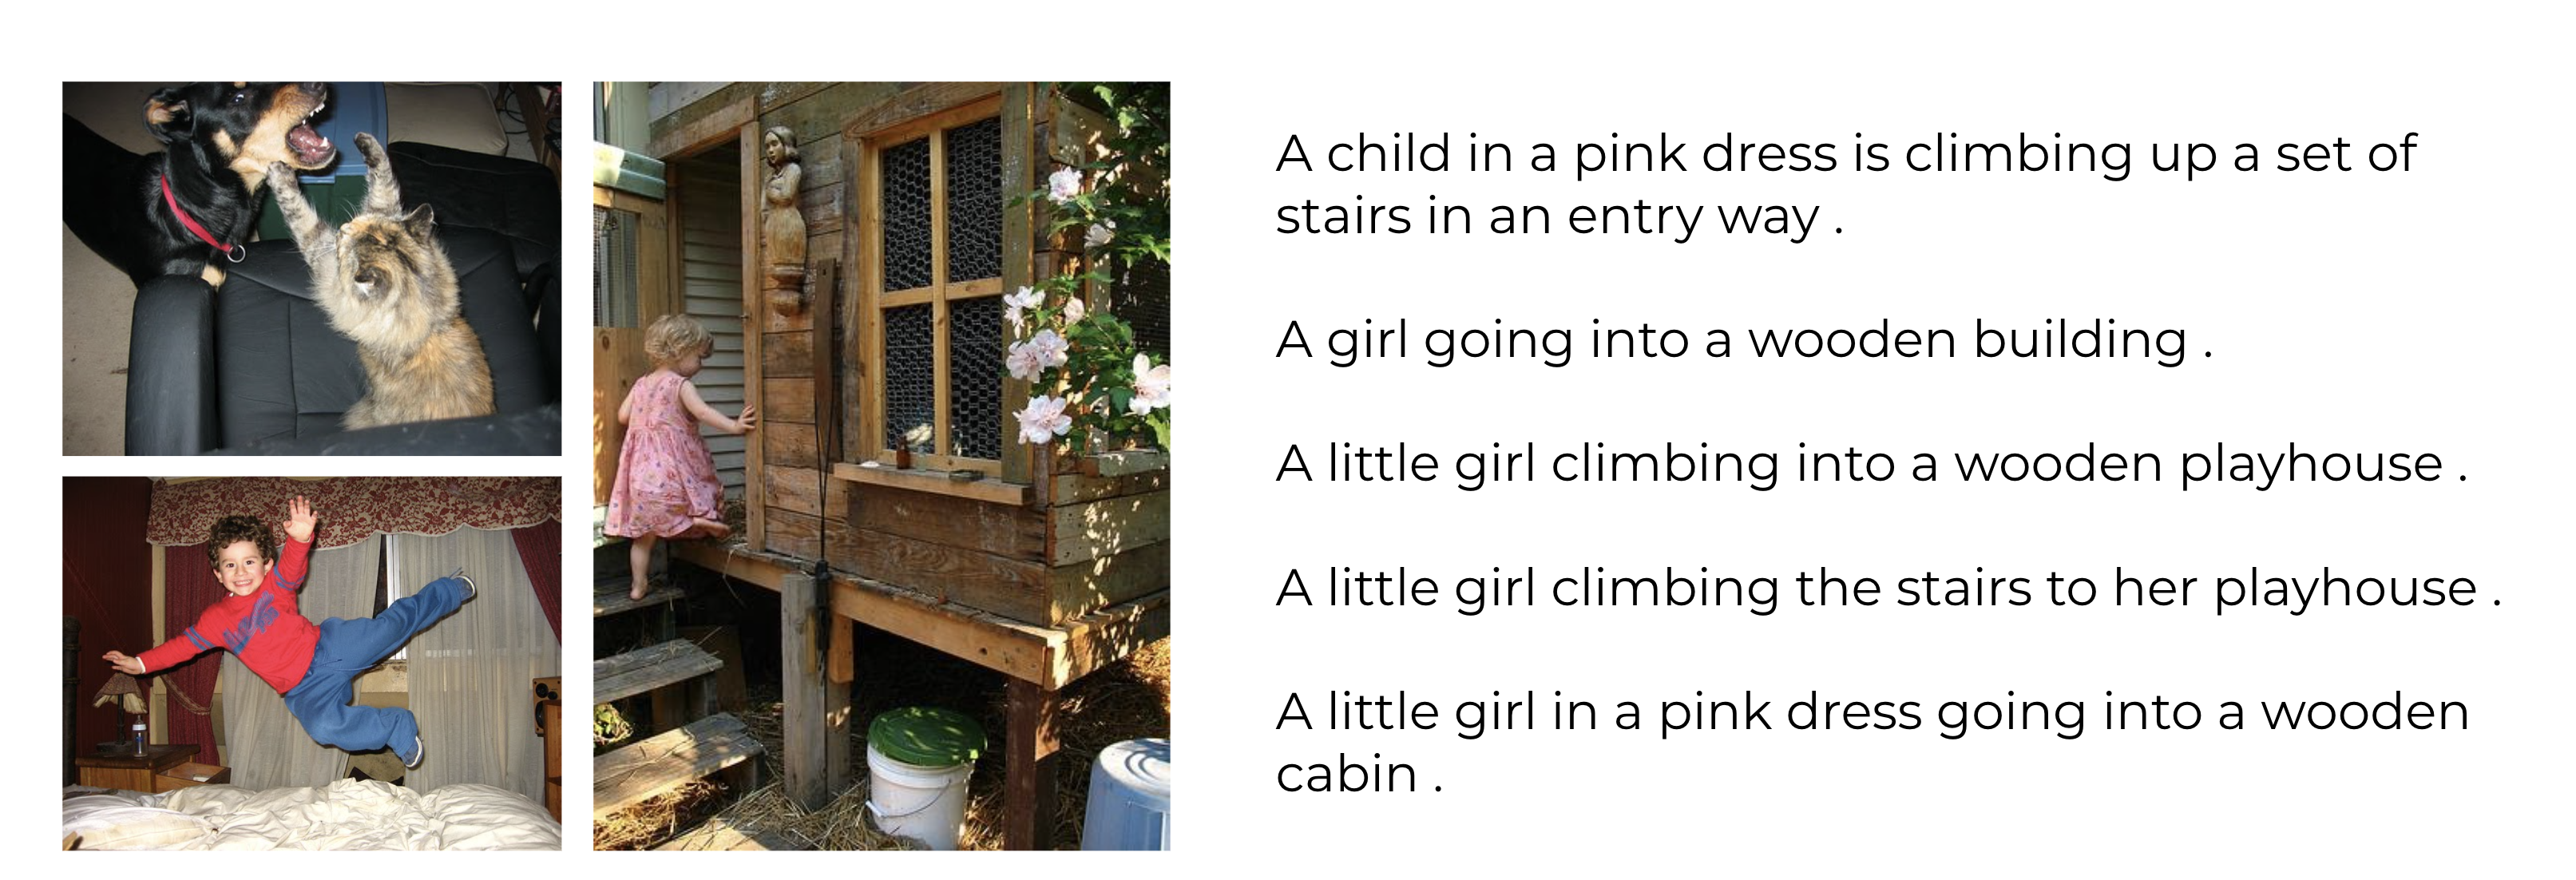 A child in a pink dress is climbing up a set of
stairs in an entry way .
A girl going into a wooden building .
A little girl climbing into a wooden playhouse .
A little girl climbing the stairs to her playhouse .
A little girl in a pink dress going into a wooden
cabin .